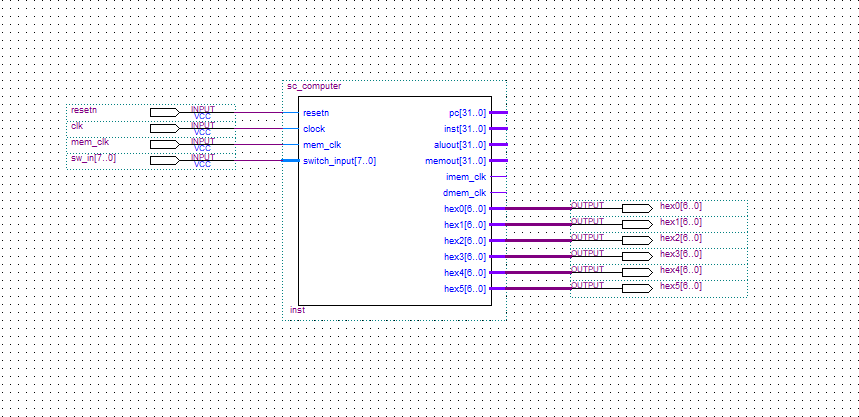 sc_computer
resetn INPUT VCC
clk INPUT VCC
mem_clk INPUT VCC
sw_in[7..0] INPUT VCC
resetn pc[31..0]
clock inst[31..0]
mem_clk aluout[31..0]
switch_input[7..0] memout[31..0]
imem_clk
dmem_clk
hex0[6..0] OUTPUT hex0[6..0]
hex1[6..0] OUTPUT hex1[6..0]
hex2[6..0] OUTPUT hex2[6..0]
hex3[6..0] OUTPUT hex3[6..0]
hex4[6..0] OUTPUT hex4[6..0]
hex5[6..0] OUTPUT hex5[6..0]
inst